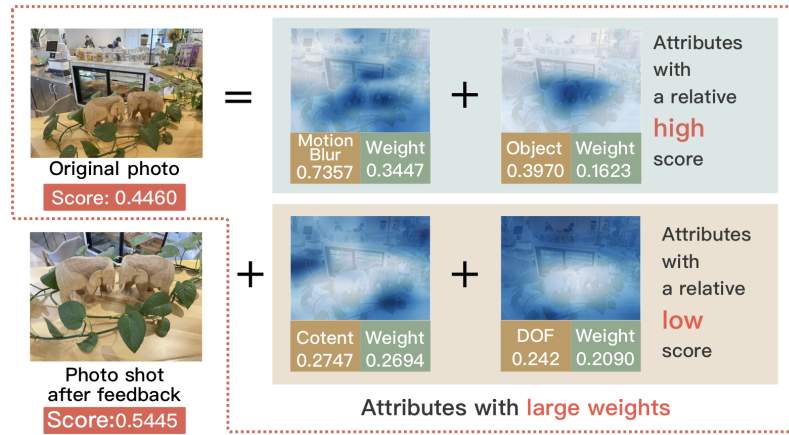 Original photo
Score: 0.4460
=
Motion
Blur
0.7357
Weight
0.3447
+
Object
0.3970
Weight
0.1623
Attributes
with
a relative
high
score
Photo shot
after feedback
Score:0.5445
+
Cotent
0.2747
Weight
0.2694
+
DOF
0.242
Weight
0.2090
Attributes
with
a relative
low
score
Attributes with large weights